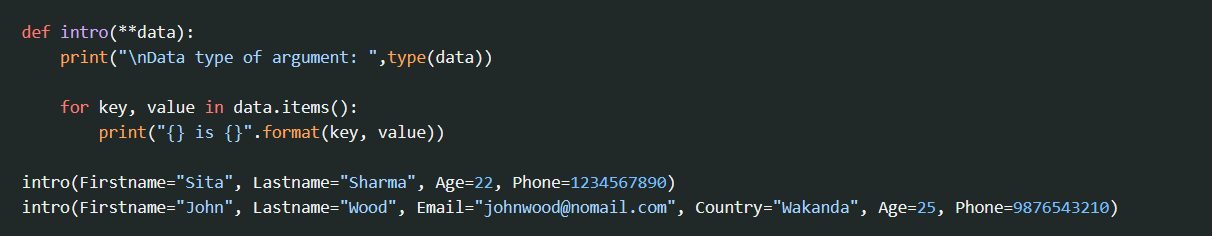 def intro(**data):
    print("\nData type of argument: ",type(data))

    for key, value in data.items():
        print("{} is {}".format(key, value))

intro(Firstname="Sita", Lastname="Sharma", Age=22, Phone=1234567890)
intro(Firstname="John", Lastname="Wood", Email="johnwood@nomail.com", Country="Wakanda", Age=25, Phone=9876543210)